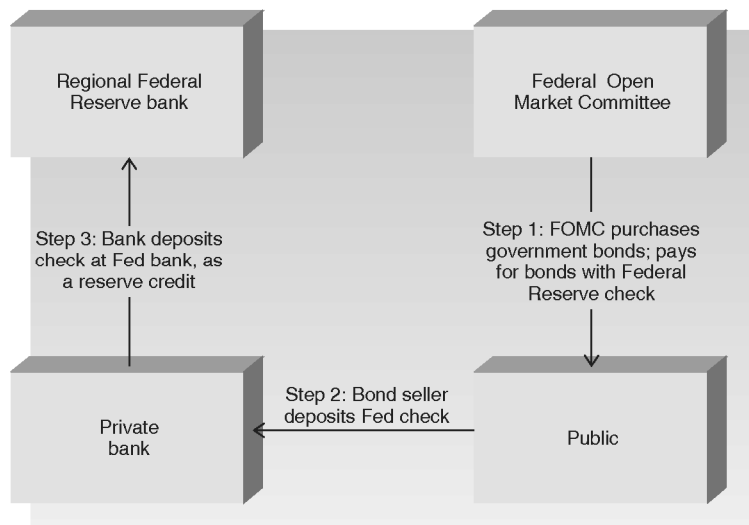 Regional Federal
Reserve bank
Federal Open
Market Committee
Step 1: FOMC purchases
government bonds; pays
for bonds with Federal
Reserve check
Step 3: Bank deposits
check at Fed bank, as
a reserve credit
Step 2: Bond seller
deposits Fed check
Private
bank
Public